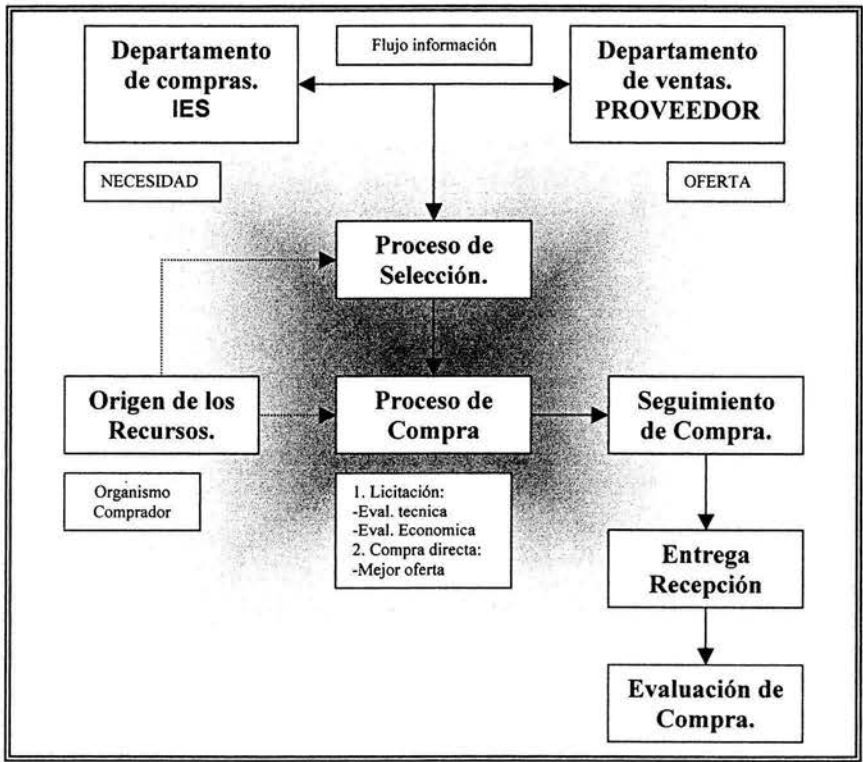 Departamento
de compras.
IES
Flujo información
Departamento
de ventas.
PROVEEDOR
NECESIDAD
OFERTA
Proceso de
Selección.
Origen de los
Recursos.
Proceso de
Compra
Seguimiento
de Compra.
Organismo
Comprador
1. Licitación:
-Eval. tecnica
-Eval. Economica
2. Compra directa:
-Mejor oferta
Entrega
Recepción
Evaluación de
Compra.